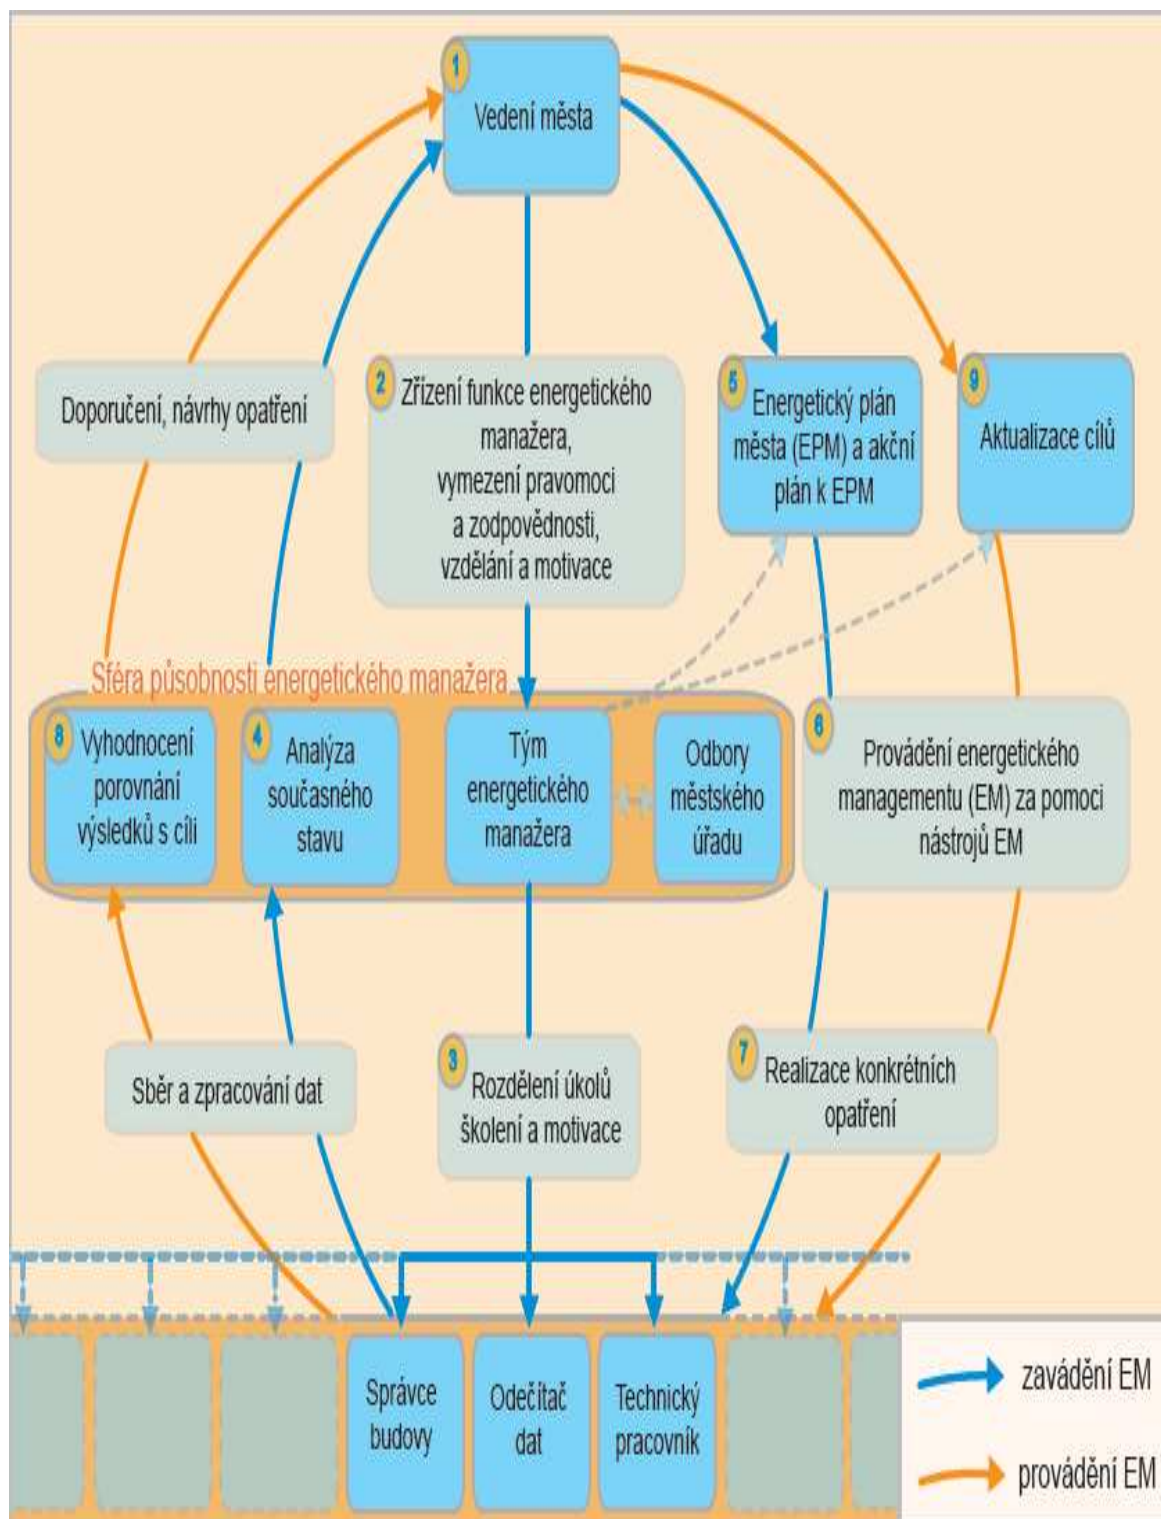 1
Vedení města
Doporučení, návrhy opatření
2
Zřízení funkce energetického
manažera,
vymezení pravomoci
a zodpovědnosti,
vzdělání a motivace
5
Energetický plán
města (EPM) a akční
plán k EPM
9
Aktualizace cílů
Sféra působnosti energetického manažera
8
Vyhodnocení
porovnání
výsledků s cíli
4
Analýza
současného
stavu
Tým
energetického
manažera
Odbory
městského
úřadu
6
Provádění energetického
managementu (EM) za pomoci
nástrojů EM
Sběr a zpracování dat
3
Rozdělení úkolů
školení a motivace
7
Realizace konkrétních
opatření
Správce
budovy
Odečítač
dat
Technický
pracovník
zavádění EM
provádění EM